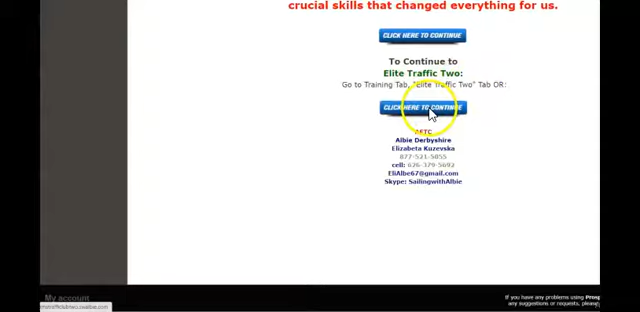 crucial skills that changed everything for us.
CLICK HERE TO CONTINUE
To Continue to
Elite Traffic Two:
Go to Training Tab, "Elite Traffic Two" Tab OR:
CLICK HERE TO CONTINUE
AETC
Albie Derbyshire
Elizabeta Kuzevska
877-521-5055
cell: 626-379-5692
EliAlbe67@gmail.com
Skype: SailingwithAlbie
My account
If you have any problems using
any suggestions or requests, please